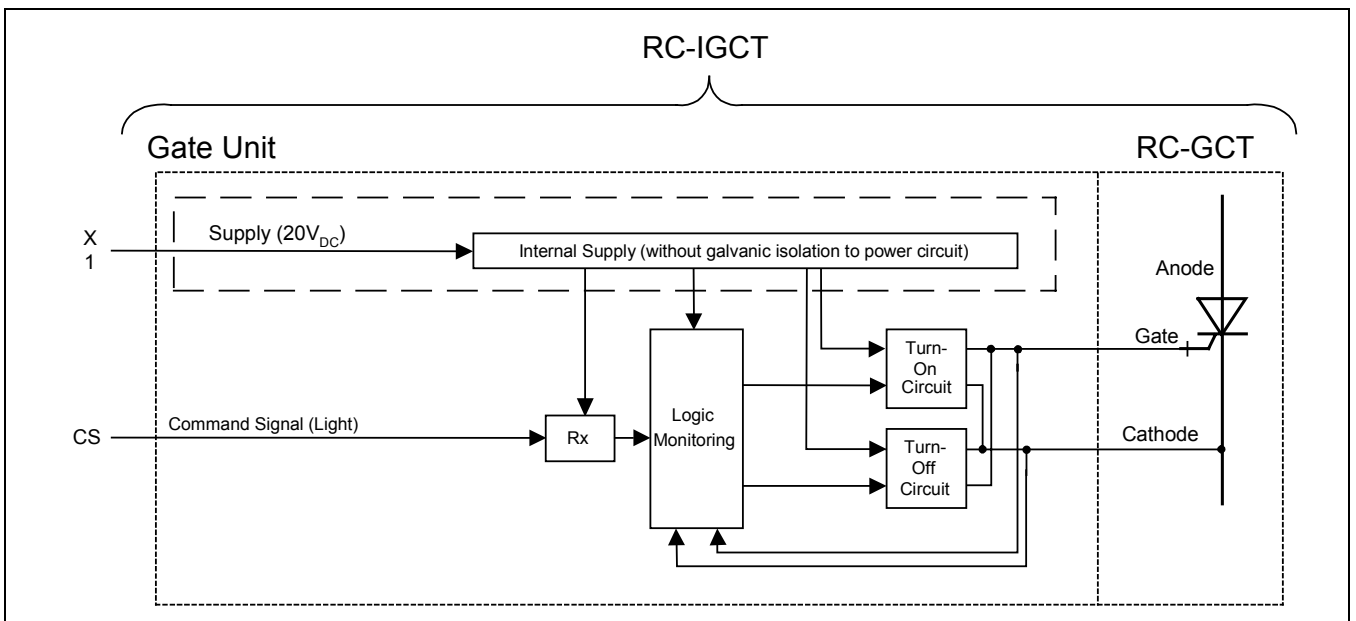 RC-IGCT
Gate Unit
RC-GCT
X
1
Supply (20VDC)
Internal Supply (without galvanic isolation to power circuit)
Anode
Gate
Turn-
On
Circuit
Logic
Monitoring
CS
Command Signal (Light)
Rx
Turn-
Off
Circuit
Cathode